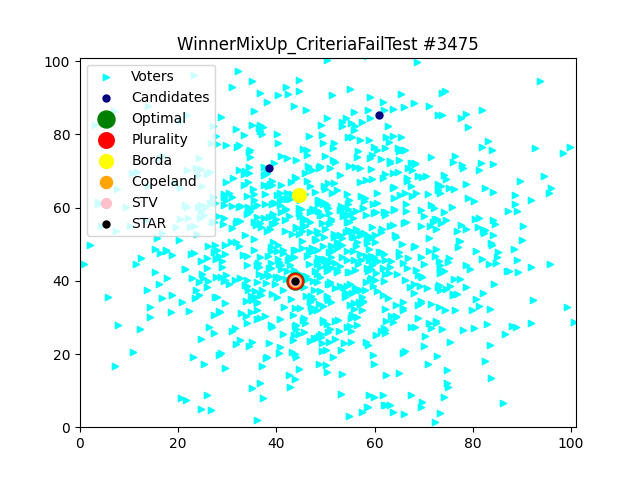 WinnerMixUp_CriteriaFailTest #3475
100
80
60
40
20
0
Voters
Candidates
Optimal
Plurality
Borda
Copeland
STV
STAR
0 20 40 60 80 100